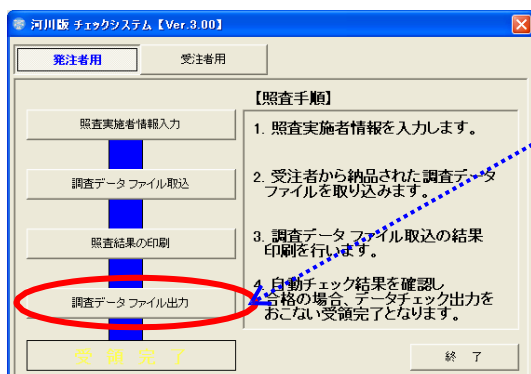 河川版 チェックシステム【Ver.3.00】
発注者用
受注者用
【照査手順】
照査実施者情報入力
1. 照査実施者情報を入力します。
調査データファイル取込
2. 受注者から納品された調査データ
ファイルを取り込みます。
照査結果の印刷
3. 調査データファイル取込の結果
印刷を行います。
調査データファイル出力
4. 自動チェック結果を確認し
合格の場合、データチェック出力を
おこない受領完了となります。
受領完了
終 了